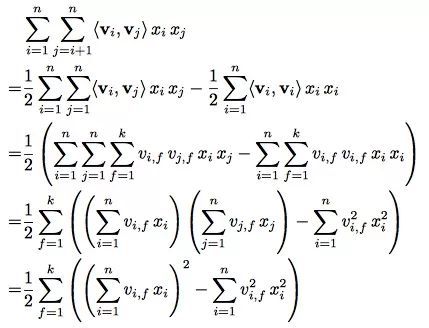 \sum_{i=1}^{n} \sum_{j=i+1}^{n} \langle \mathbf{v}_i, \mathbf{v}_j \rangle x_i x_j
= \frac{1}{2} \sum_{i=1}^{n} \sum_{j=1}^{n} \langle \mathbf{v}_i, \mathbf{v}_j \rangle x_i x_j - \frac{1}{2} \sum_{i=1}^{n} \langle \mathbf{v}_i, \mathbf{v}_i \rangle x_i x_i
= \frac{1}{2} \left( \sum_{i=1}^{n} \sum_{j=1}^{n} \sum_{f=1}^{k} v_{i,f} v_{j,f} x_i x_j - \sum_{i=1}^{n} \sum_{f=1}^{k} v_{i,f} v_{i,f} x_i x_i \right)
= \frac{1}{2} \sum_{f=1}^{k} \left( \left( \sum_{i=1}^{n} v_{i,f} x_i \right) \left( \sum_{j=1}^{n} v_{j,f} x_j \right) - \sum_{i=1}^{n} v_{i,f}^2 x_i^2 \right)
= \frac{1}{2} \sum_{f=1}^{k} \left( \left( \sum_{i=1}^{n} v_{i,f} x_i \right)^2 - \sum_{i=1}^{n} v_{i,f}^2 x_i^2 \right)